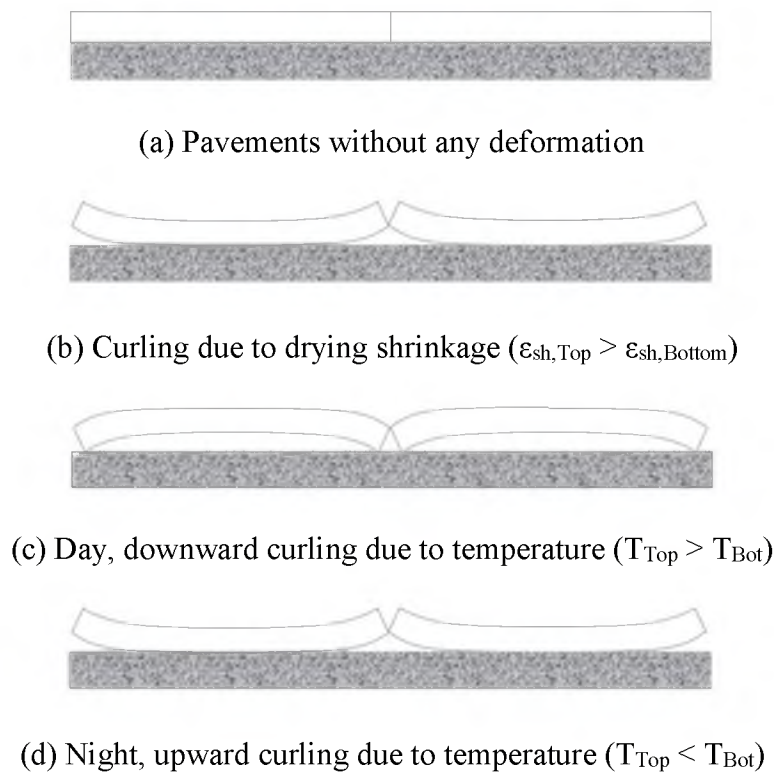 (a) Pavements without any deformation
(b) Curling due to drying shrinkage (εsh,Top > εsh,Bottom)
(c) Day, downward curling due to temperature (TTop > TBot)
(d) Night, upward curling due to temperature (TTop < TBot)